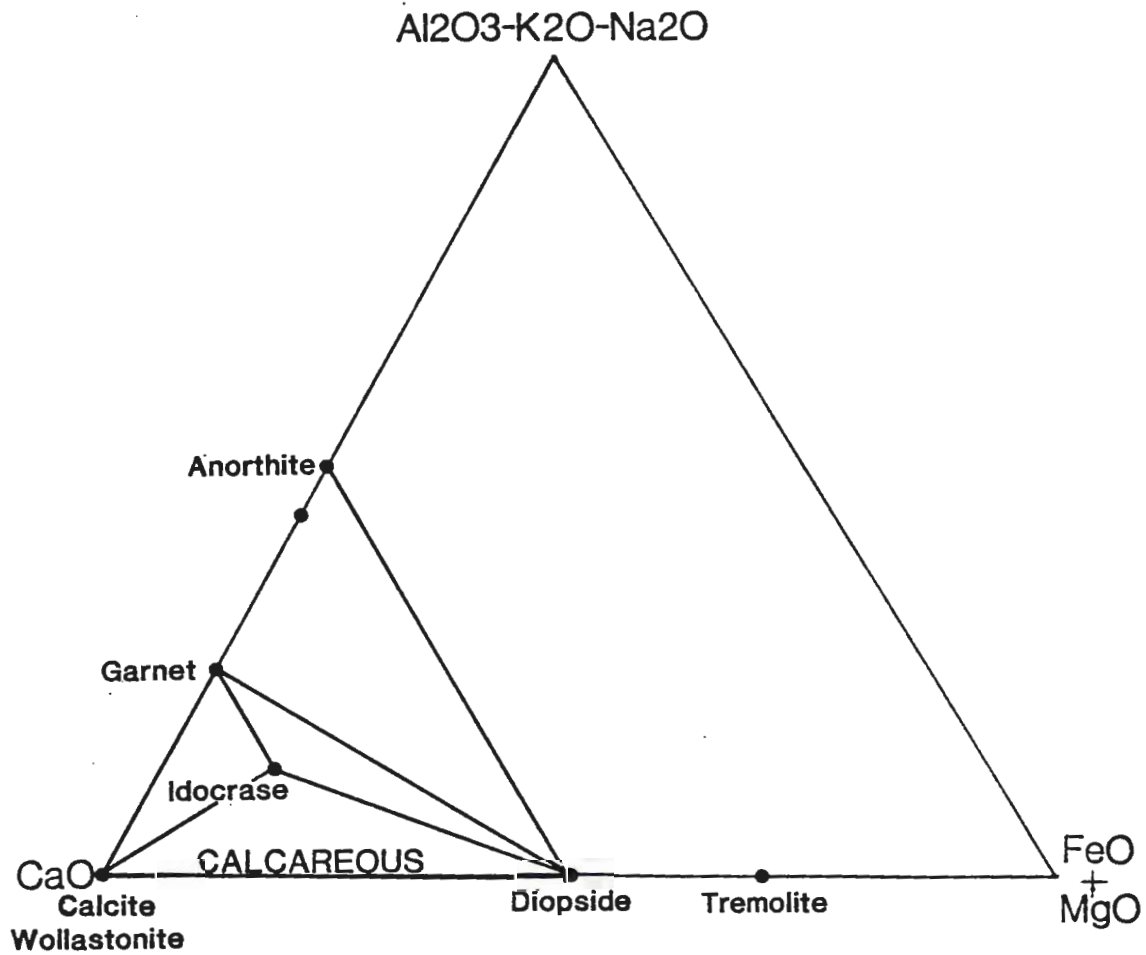 Al2O3-K2O-Na2O
Anorthite
Garnet
Idocrase
CALCAREOUS
CaO
Calcite
Wollastonite
Diopside
Tremolite
FeO
+
MgO